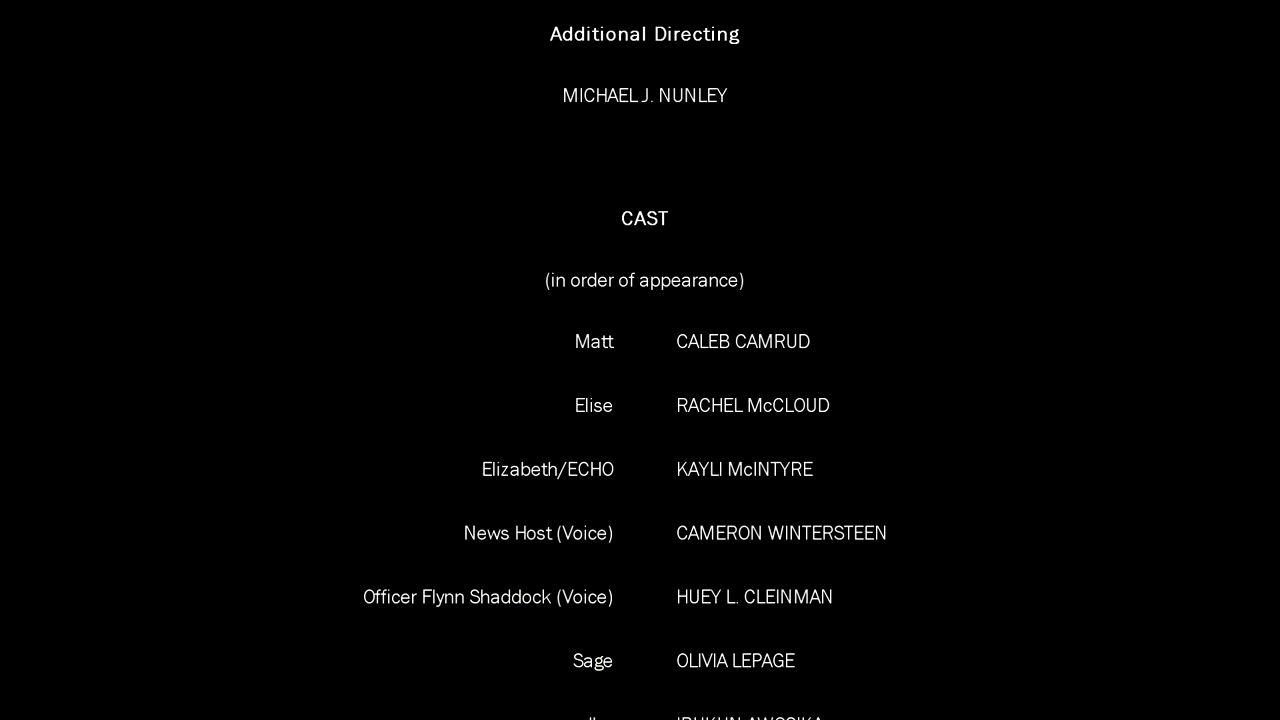 Additional Directing
MICHAEL J. NUNLEY
CAST
(in order of appearance)
Matt CALEB CAMRUD
Elise RACHEL McCLOUD
Elizabeth/ECHO KAYLI McINTYRE
News Host (Voice) CAMERON WINTERSTEEN
Officer Flynn Shaddock (Voice) HUEY L. CLEINMAN
Sage OLIVIA LEPAGE